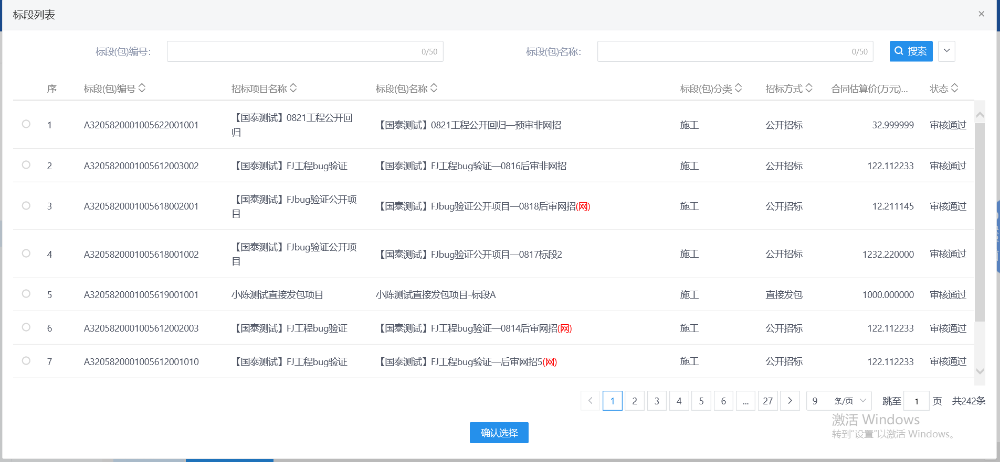 标段列表
标段(包)编号： 0/50 标段(包)名称： 0/50 搜索
序 标段(包)编号 招标项目名称 标段(包)名称 标段(包)分类 招标方式 合同估算价(万元)... 状态
1 A3205820001005622001001 【国泰测试】0821工程公开回归 【国泰测试】0821工程公开回归—预审非网招 施工 公开招标 32.999999 审核通过
2 A3205820001005612003002 【国泰测试】FJ工程bug验证 【国泰测试】FJ工程bug验证—0816后审非网招 施工 公开招标 122.112233 审核通过
3 A3205820001005618002001 【国泰测试】FJbug验证公开项目 【国泰测试】FJbug验证公开项目—0818后审网招(网) 施工 公开招标 12.211145 审核通过
4 A3205820001005618001002 【国泰测试】FJbug验证公开项目 【国泰测试】FJbug验证公开项目—0817标段2 施工 公开招标 1232.220000 审核通过
5 A3205820001005619001001 小陈测试直接发包项目 小陈测试直接发包项目-标段A 施工 直接发包 1000.000000 审核通过
6 A3205820001005612002003 【国泰测试】FJ工程bug验证 【国泰测试】FJ工程bug验证—0814后审网招(网) 施工 公开招标 122.112233 审核通过
7 A3205820001005612001010 【国泰测试】FJ工程bug验证 【国泰测试】FJ工程bug验证—后审网招5(网) 施工 公开招标 122.112233 审核通过
1 2 3 4 5 6 ... 27 9 条/页 跳至 1 页 共242条
激活 Windows
转到“设置”以激活 Windows。
确认选择